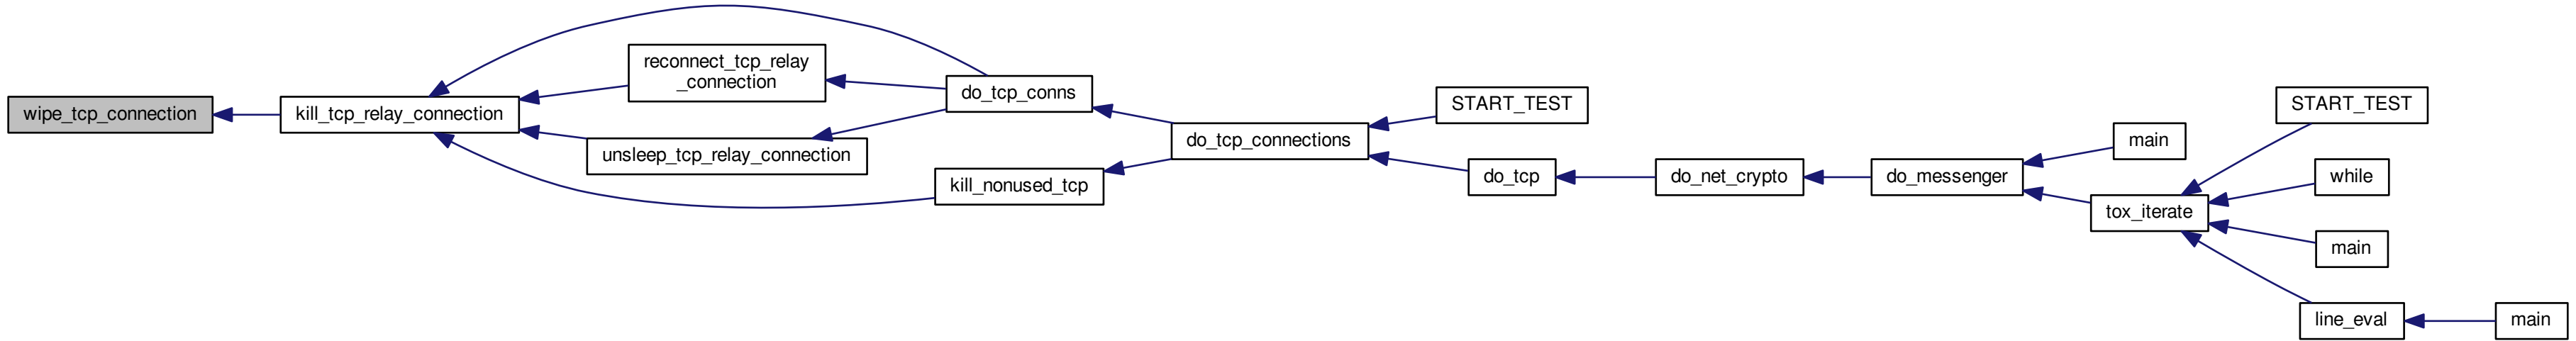 wipe_tcp_connection
kill_tcp_relay_connection
reconnect_tcp_relay
_connection
unsleep_tcp_relay_connection
do_tcp_conns
kill_nonused_tcp
do_tcp_connections
START_TEST
do_tcp
do_net_crypto
do_messenger
main
tox_iterate
START_TEST
while
main
line_eval
main